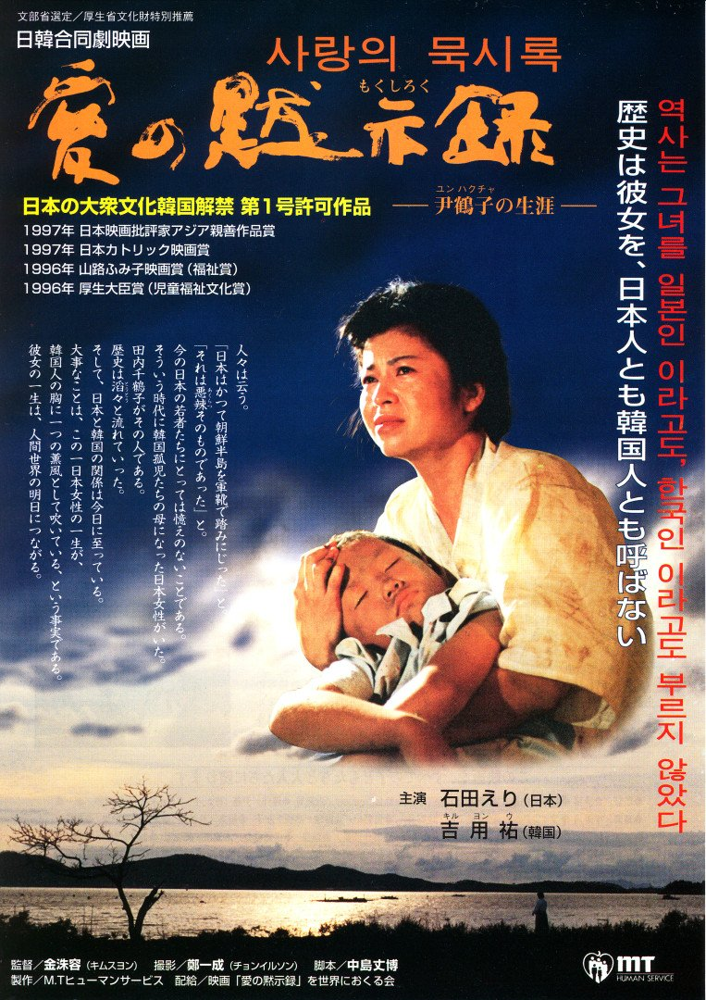 文部省選定／厚生省文化財特別推薦
日韓合同劇映画
사랑의 묵시록
もくしろく
愛の黙示録
日本の大衆文化韓国解禁 第1号許可作品
ユン ハクチャ
尹鶴子の生涯
1997年 日本映画批評家アジア親善作品賞
1997年 日本カトリック映画賞
1996年 山路ふみ子映画賞（福祉賞）
1996年 厚生大臣賞（児童福祉文化賞）
역사는 그녀를 일본인 이라고도, 한국인 이라고도 부르지 않았다
歴史は彼女を、日本人とも韓国人とも呼ばない
人々は云う。
「日本はかつて朝鮮半島を軍靴で踏みにじった」と、
「それは悪辣そのものであった」と。
あくらつ
今の日本の若者たちにとっては憶えのないことである。
そういう時代に韓国孤児たちの母になった日本女性がいた。
田内千鶴子がその人である。
歴史は滔々と流れていった。
とうとう
そして、日本と韓国の関係は今日に至っている。
大事なことは、この一日本女性の一生が、
韓国人の胸に一つの薫風として吹いている、という事実である。
彼女の一生は、人間世界の明日につながる。
主演 石田えり（日本）
キル ヨン ウ
吉用祐（韓国）
監督／金洙容（キムスヨン） 撮影／鄭一成（チョンイルソン） 脚本／中島丈博
製作／M.Tヒューマンサービス 配給／映画「愛の黙示録」を世界におくる会
MT
HUMAN SERVICE